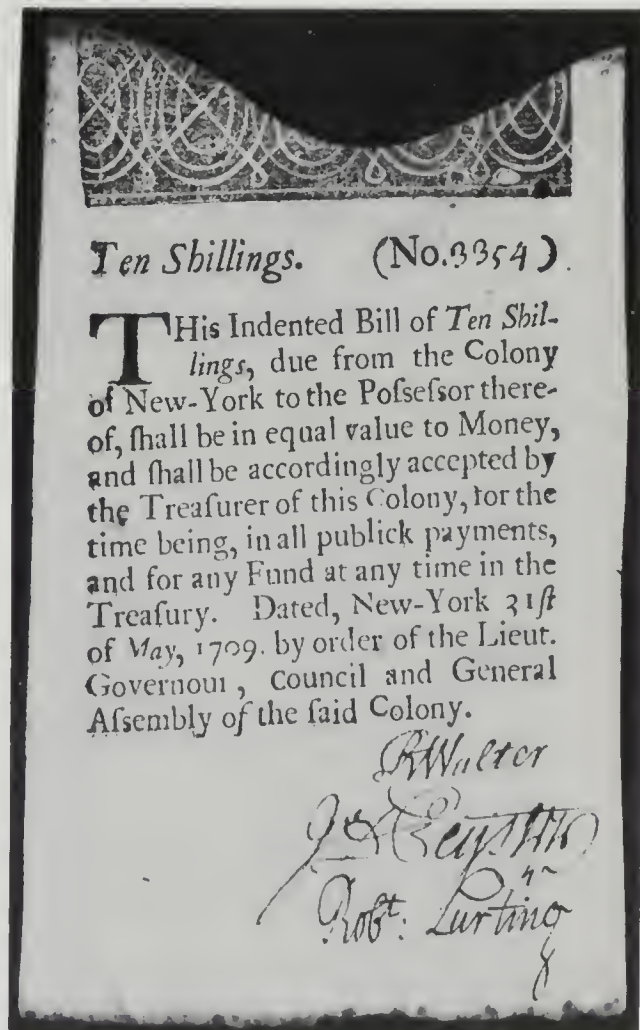 Ten Shillings. (No. 3354).
THis Indented Bill of Ten Shil-
lings, due from the Colony
of New-York to the Poſseſsor there-
of, ſhall be in equal value to Money,
and ſhall be accordingly accepted by
the Treaſurer of this Colony, for the
time being, in all publick payments,
and for any Fund at any time in the
Treaſury. Dated, New-York 31ſt
of May, 1709. by order of the Lieut.
Governour, Council and General
Aſsembly of the ſaid Colony.
R Walter
Robt: Lurting